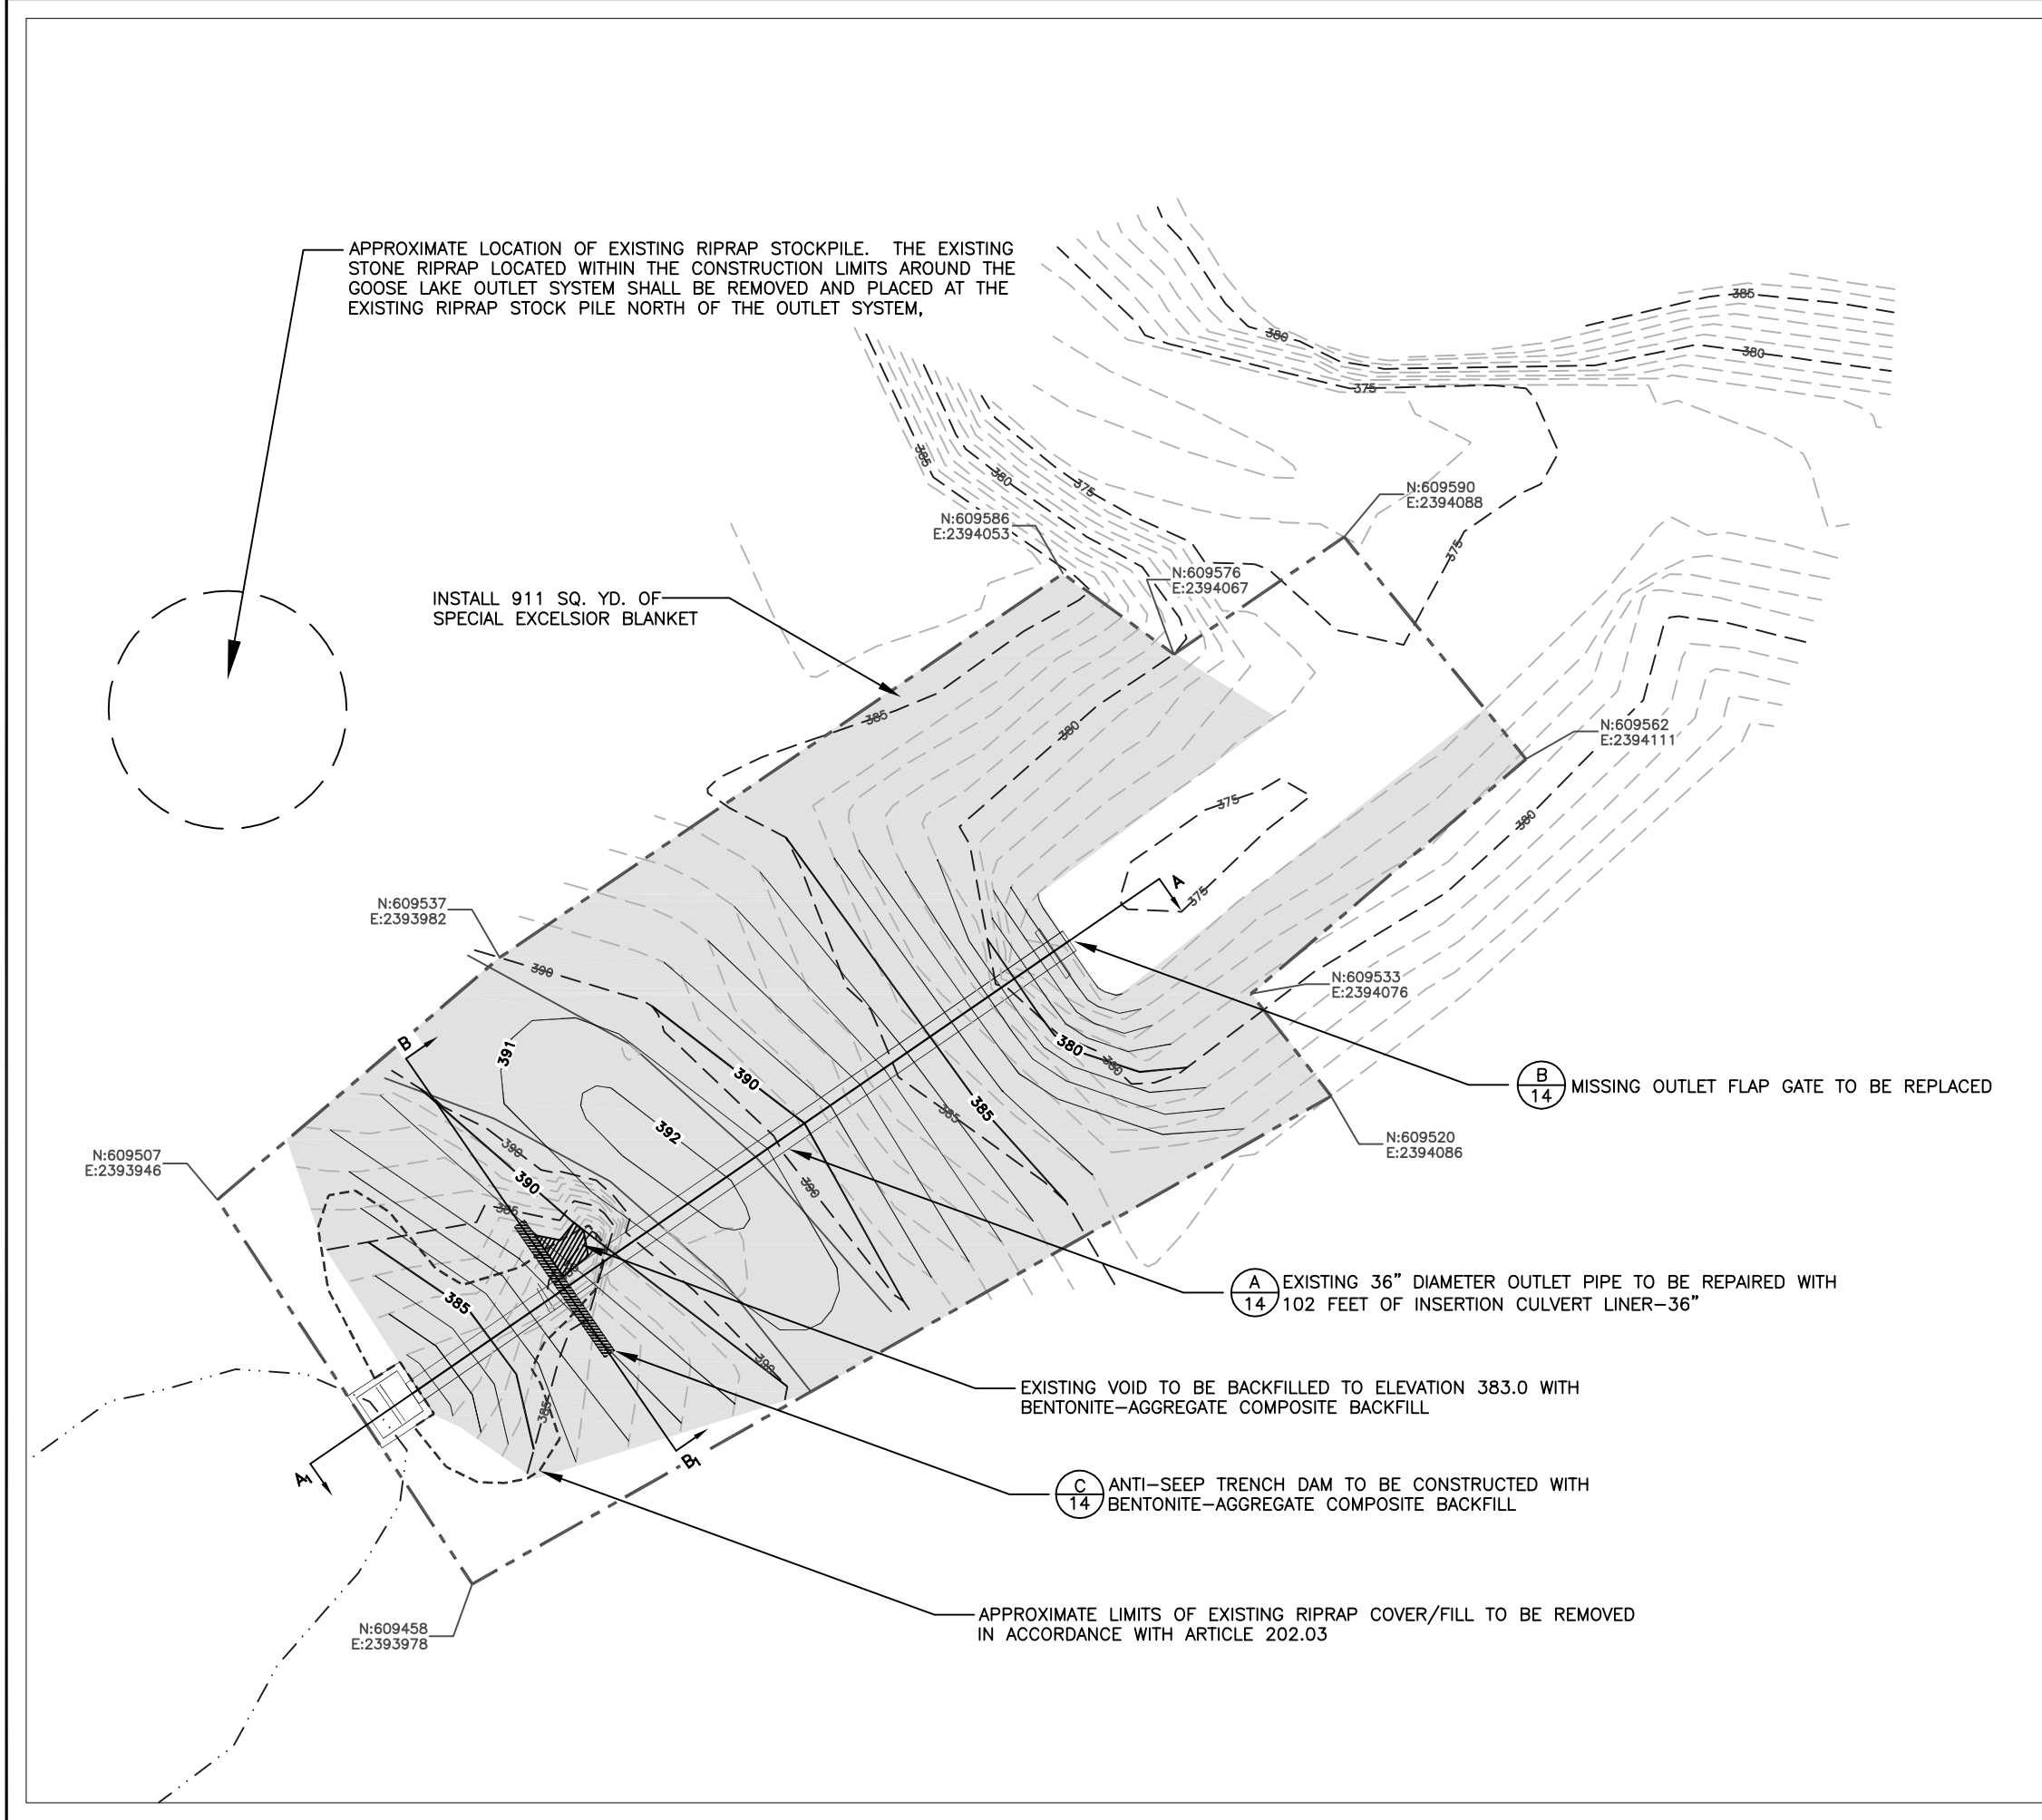 APPROXIMATE LOCATION OF EXISTING RIPRAP STOCKPILE. THE EXISTING
STONE RIPRAP LOCATED WITHIN THE CONSTRUCTION LIMITS AROUND THE
GOOSE LAKE OUTLET SYSTEM SHALL BE REMOVED AND PLACED AT THE
EXISTING RIPRAP STOCK PILE NORTH OF THE OUTLET SYSTEM,
385
380
380
375
385
380
375
N:609590
E:2394088
N:609586
E:2394053
375
N:609576
E:2394067
INSTALL 911 SQ. YD. OF
SPECIAL EXCELSIOR BLANKET
385
380
N:609562
E:2394111
375
380
A
375
N:609537
E:2393982
390
N:609533
E:2394076
B
391
380
380
390
385
385
B
14
MISSING OUTLET FLAP GATE TO BE REPLACED
392
N:609520
E:2394086
390
N:609507
E:2393946
390
390
385
A
14
EXISTING 36" DIAMETER OUTLET PIPE TO BE REPAIRED WITH
102 FEET OF INSERTION CULVERT LINER-36"
385
390
EXISTING VOID TO BE BACKFILLED TO ELEVATION 383.0 WITH
BENTONITE-AGGREGATE COMPOSITE BACKFILL
385
B1
A1
C
14
ANTI-SEEP TRENCH DAM TO BE CONSTRUCTED WITH
BENTONITE-AGGREGATE COMPOSITE BACKFILL
APPROXIMATE LIMITS OF EXISTING RIPRAP COVER/FILL TO BE REMOVED
IN ACCORDANCE WITH ARTICLE 202.03
N:609458
E:2393978